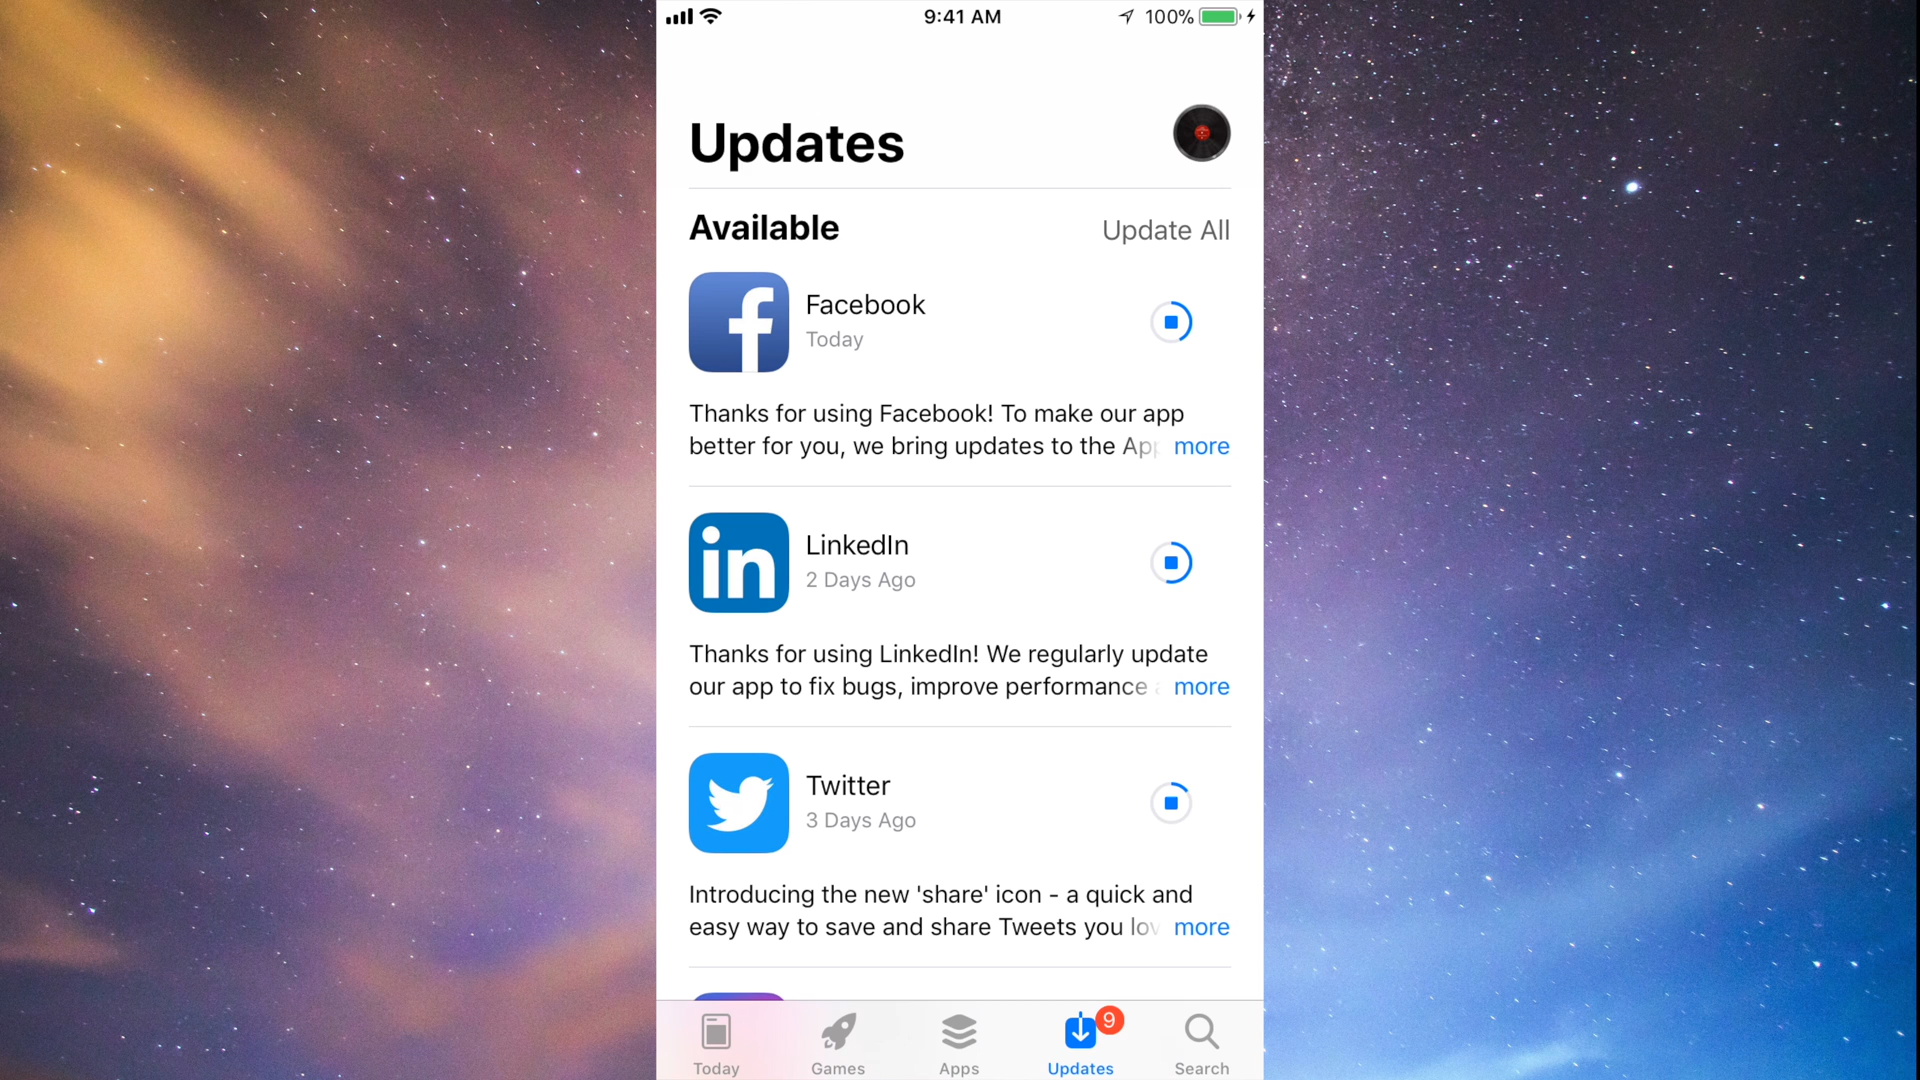 9:41 AM
100%
Updates
Available
Update All
Facebook
Today
Thanks for using Facebook! To make our app
better for you, we bring updates to the App more
LinkedIn
2 Days Ago
Thanks for using LinkedIn! We regularly update
our app to fix bugs, improve performance more
Twitter
3 Days Ago
Introducing the new 'share' icon - a quick and
easy way to save and share Tweets you lov more
9
Today
Games
Apps
Updates
Search